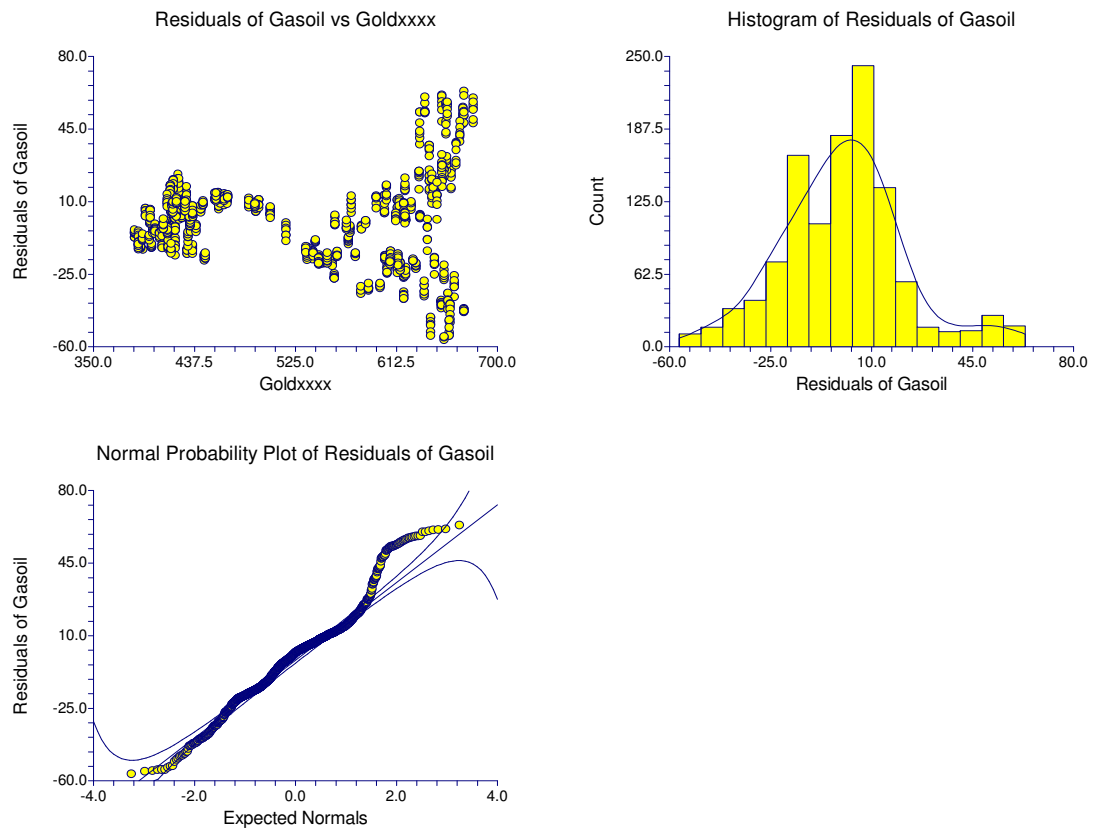 Residuals of Gasoil vs Goldxxxx
80.0
45.0
10.0
-25.0
-60.0
Residuals of Gasoil
350.0 437.5 525.0 612.5 700.0
Goldxxxx
Histogram of Residuals of Gasoil
250.0
187.5
125.0
62.5
0.0
Count
-60.0 -25.0 10.0 45.0 80.0
Residuals of Gasoil
Normal Probability Plot of Residuals of Gasoil
80.0
45.0
10.0
-25.0
-60.0
Residuals of Gasoil
-4.0 -2.0 0.0 2.0 4.0
Expected Normals